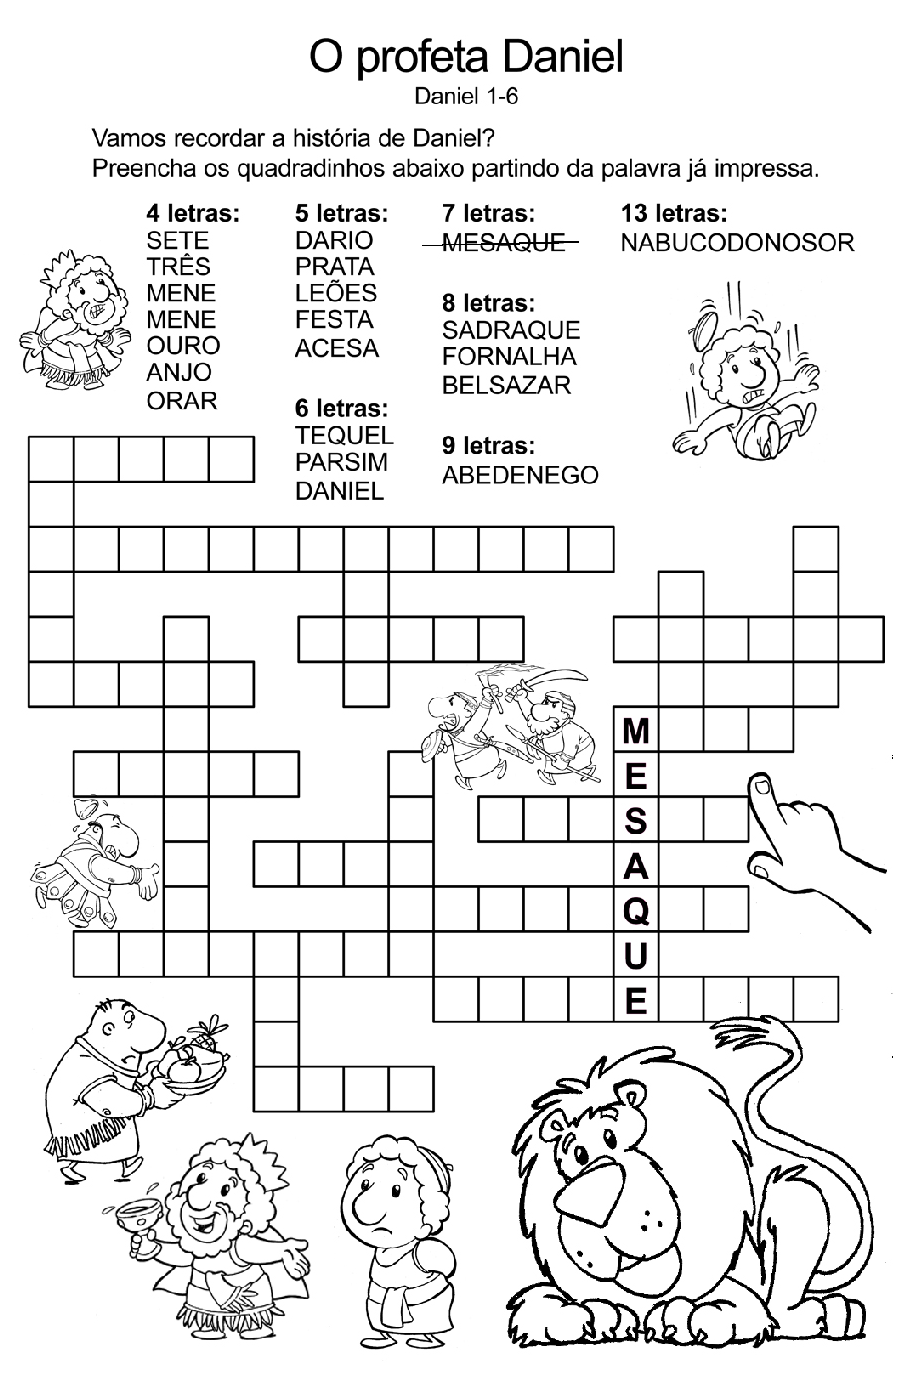 O profeta Daniel
Daniel 1-6
Vamos recordar a história de Daniel?
Preencha os quadradinhos abaixo partindo da palavra já impressa.
4 letras:
SETE
TRÊS
MENE
MENE
OURO
ANJO
ORAR
5 letras:
DARIO
PRATA
LEÕES
FESTA
ACESA
6 letras:
TEQUEL
PARSIM
DANIEL
7 letras:
MESAQUE
8 letras:
SADRAQUE
FORNALHA
BELSAZAR
9 letras:
ABEDENEGO
13 letras:
NABUCODONOSOR
M
E
S
A
Q
U
E